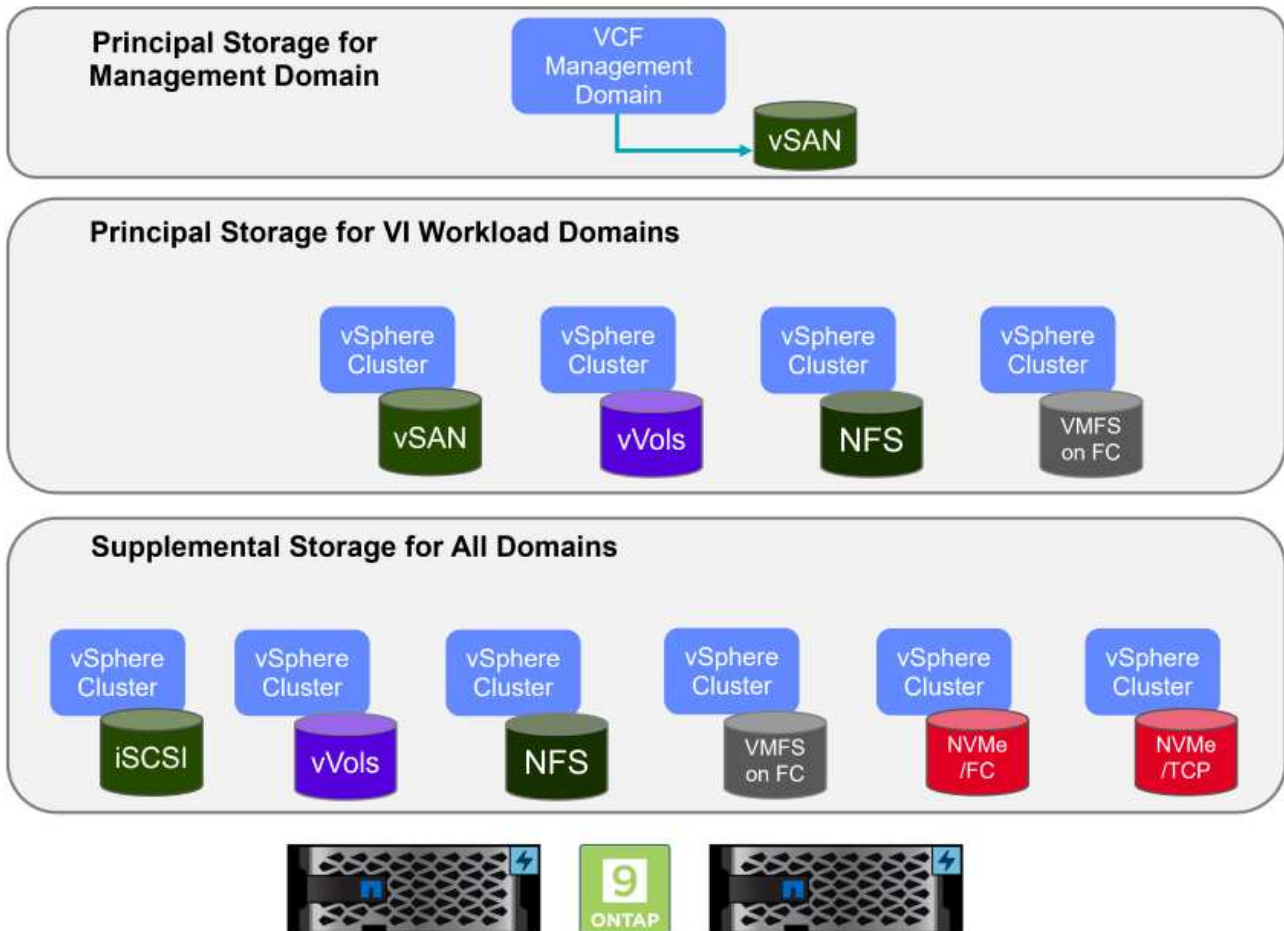 Principal Storage for
Management Domain
VCF
Management
Domain
vSAN
Principal Storage for VI Workload Domains
vSphere
Cluster
vSAN
vSphere
Cluster
vVols
vSphere
Cluster
NFS
vSphere
Cluster
VMFS
on FC
Supplemental Storage for All Domains
vSphere
Cluster
iSCSI
vSphere
Cluster
vVols
vSphere
Cluster
NFS
vSphere
Cluster
VMFS
on FC
vSphere
Cluster
NVMe
/FC
vSphere
Cluster
NVMe
/TCP
9
ONTAP